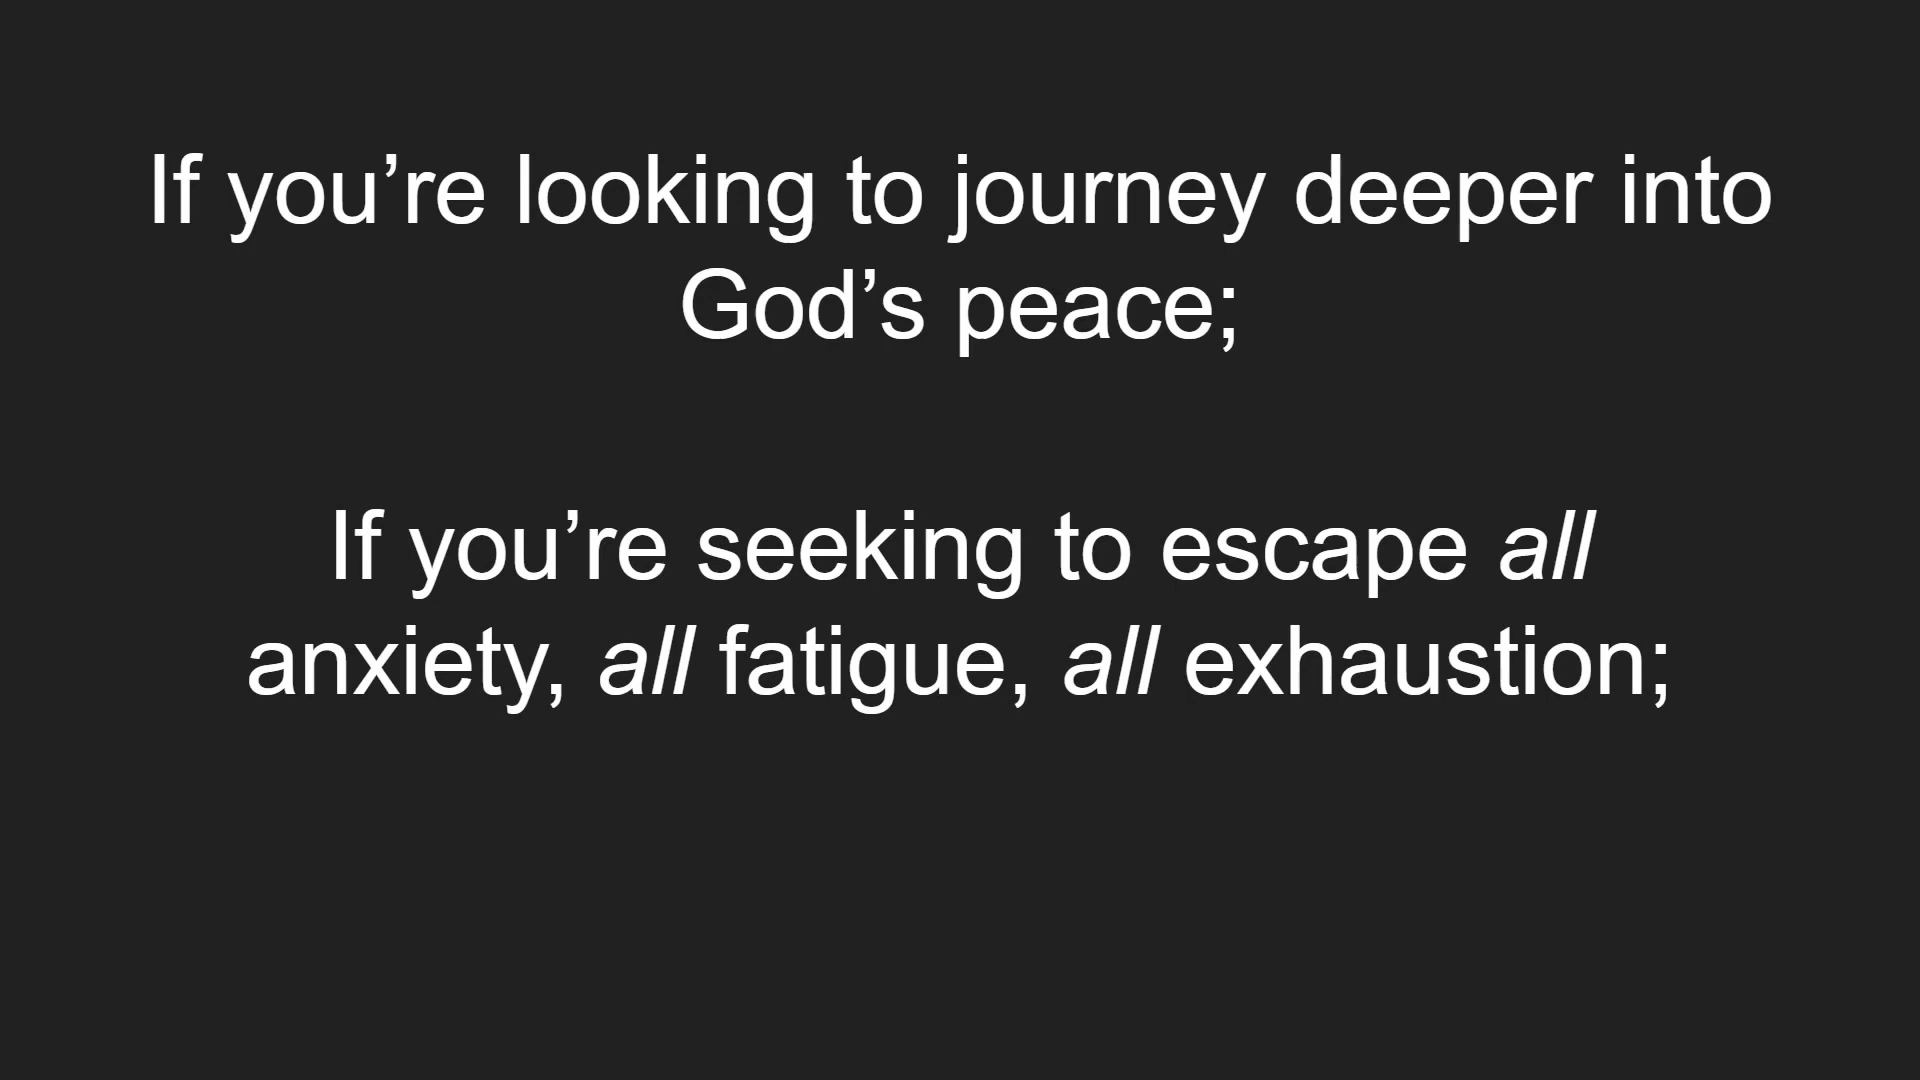 If you’re looking to journey deeper into
God’s peace;
If you’re seeking to escape all
anxiety, all fatigue, all exhaustion;